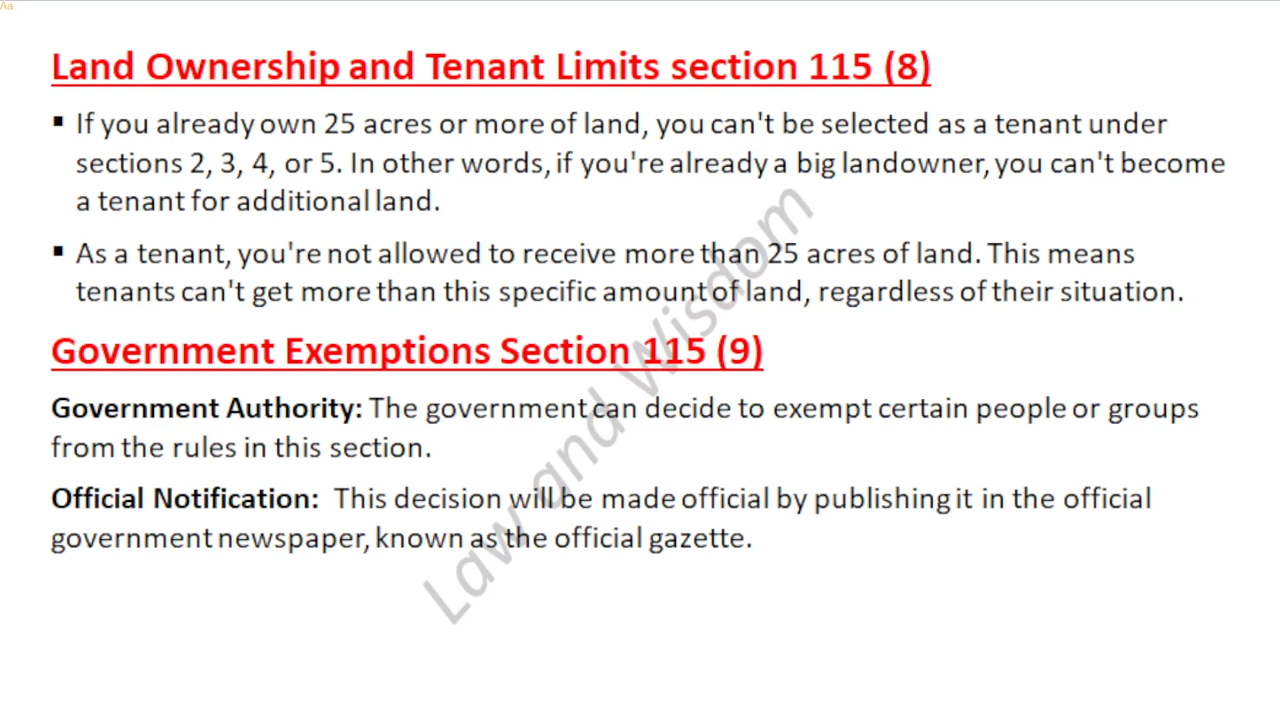 Aa
Land Ownership and Tenant Limits section 115 (8)
▪ If you already own 25 acres or more of land, you can't be selected as a tenant under
sections 2, 3, 4, or 5. In other words, if you're already a big landowner, you can't become
a tenant for additional land.
▪ As a tenant, you're not allowed to receive more than 25 acres of land. This means
tenants can't get more than this specific amount of land, regardless of their situation.
Government Exemptions Section 115 (9)
Government Authority: The government can decide to exempt certain people or groups
from the rules in this section.
Official Notification: This decision will be made official by publishing it in the official
government newspaper, known as the official gazette.
Law and Wisdom